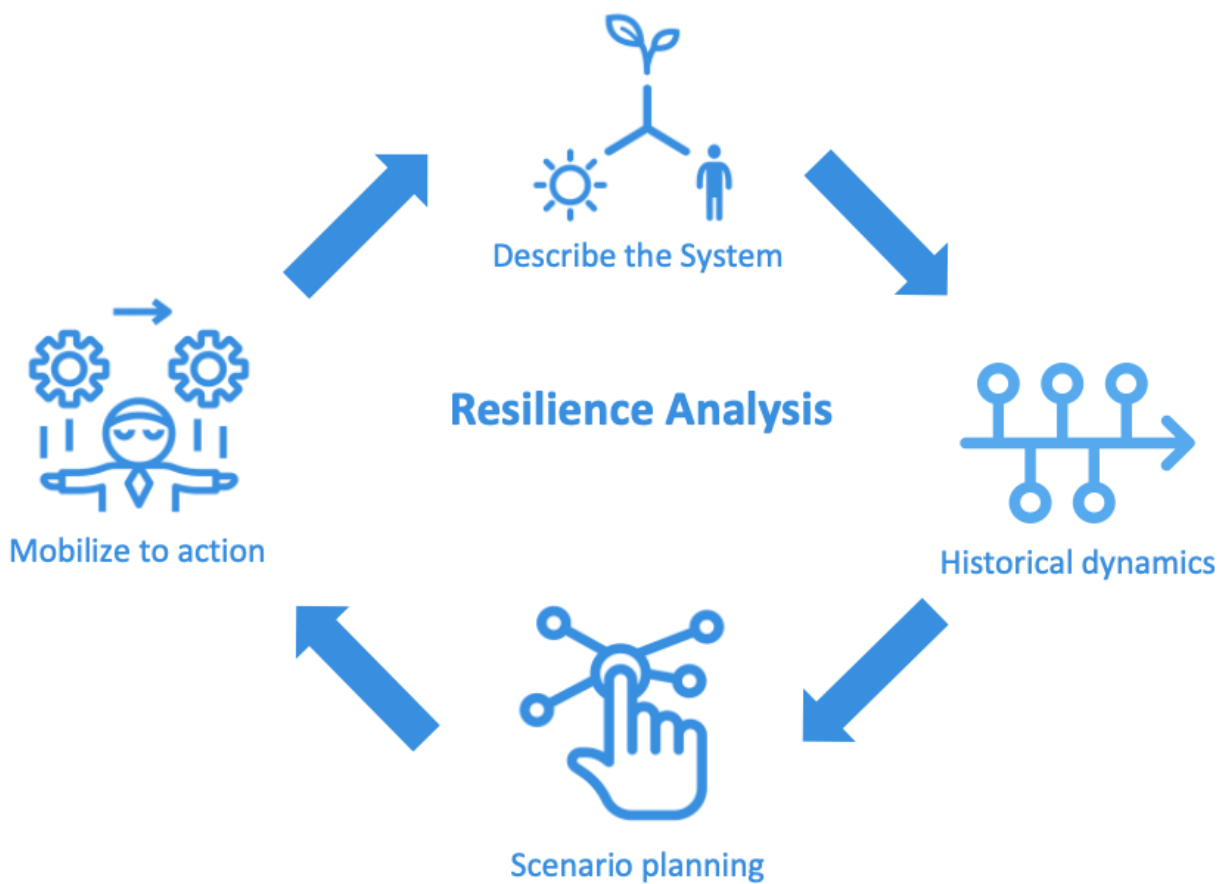 Describe the System
Resilience Analysis
Mobilize to action
Historical dynamics
Scenario planning